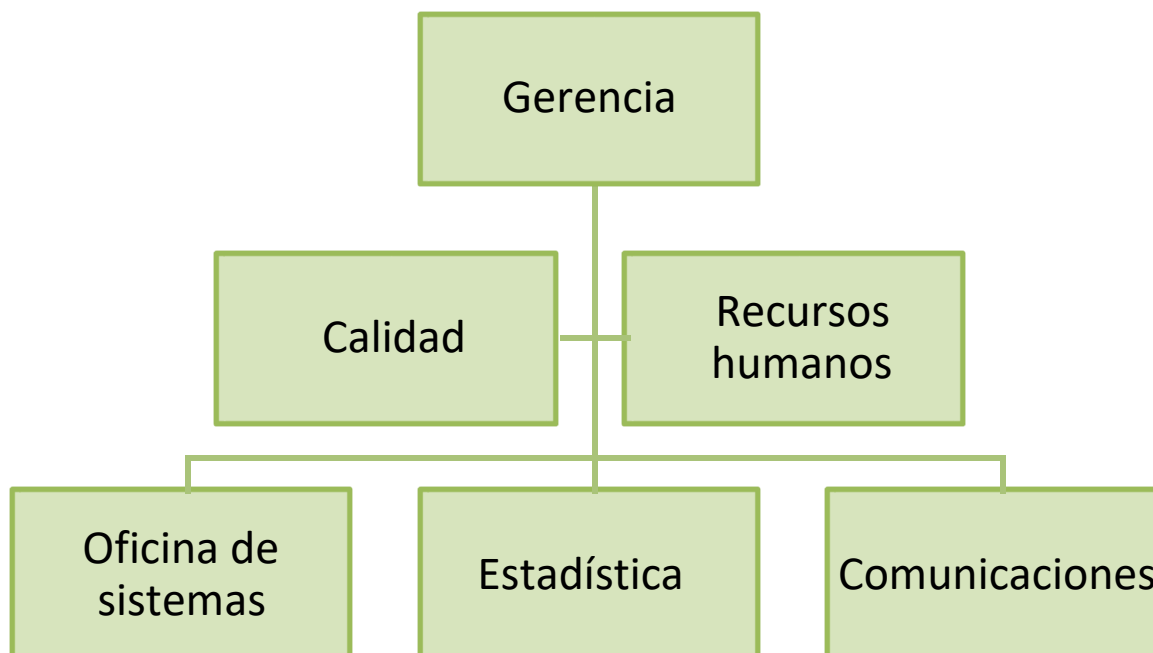 Gerencia
Calidad
Recursos
humanos
Oficina de
sistemas
Estadística
Comunicaciones